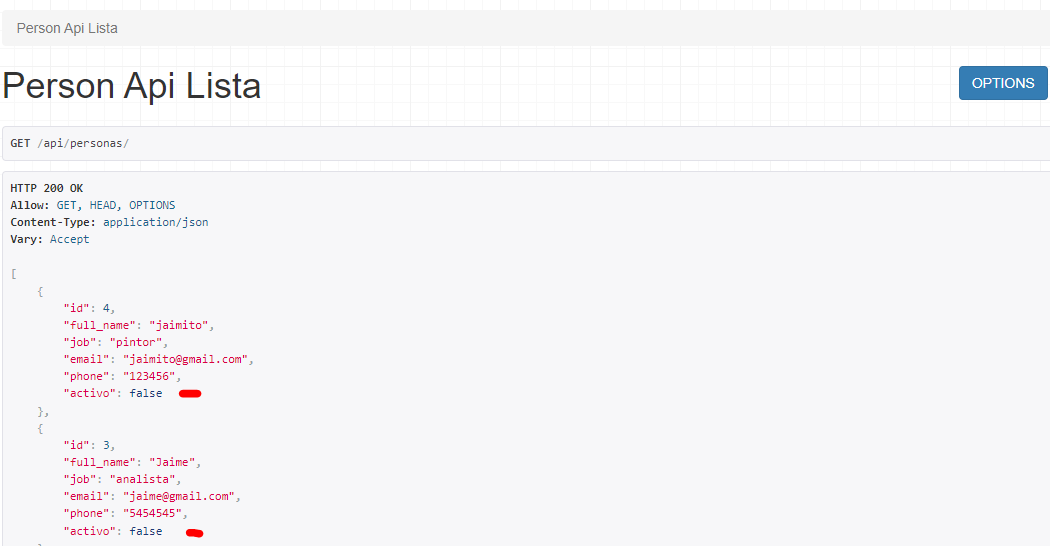 Person Api Lista
Person Api Lista
OPTIONS
GET /api/personas/
HTTP 200 OK
Allow: GET, HEAD, OPTIONS
Content-Type: application/json
Vary: Accept
[
{
"id": 4,
"full_name": "jaimito",
"job": "pintor",
"email": "jaimito@gmail.com",
"phone": "123456",
"activo": false
},
{
"id": 3,
"full_name": "Jaime",
"job": "analista",
"email": "jaime@gmail.com",
"phone": "5454545",
"activo": false